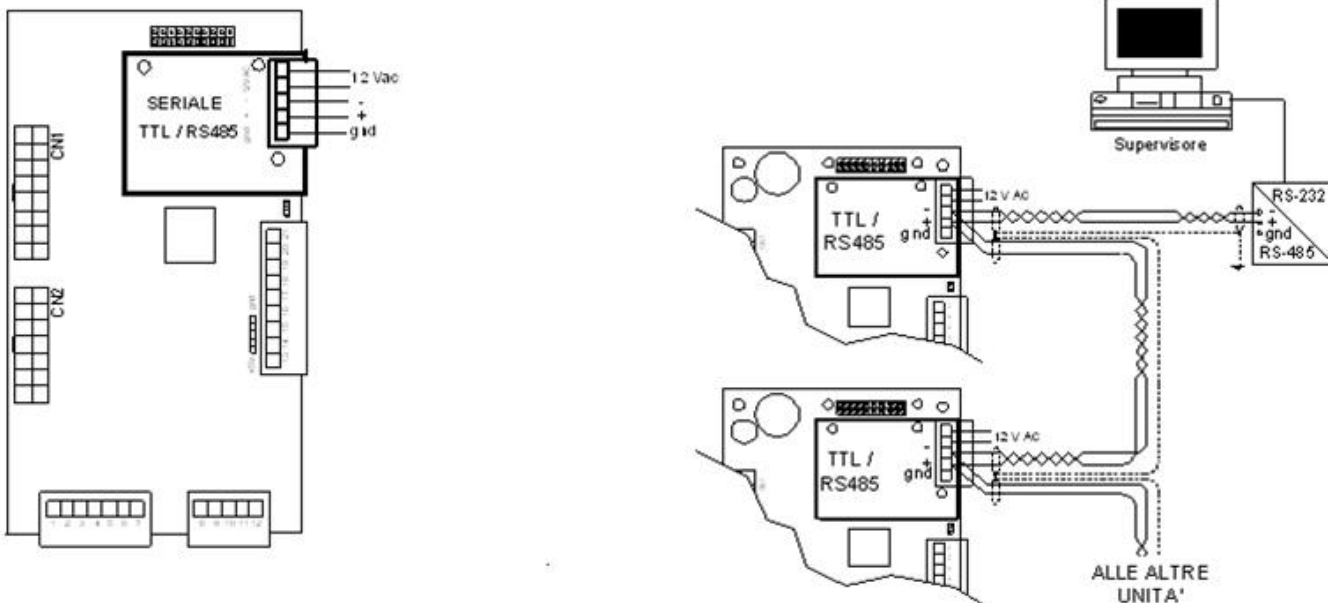 12 Vac
SERIALE
-
TTL / RS485
+
gnd
CN1
CN2
1 2 3 4 5 6 7
8 9 10 11 12
Supervisore
12 V AC
TTL /
RS485
-
+
gnd
RS-232
-
+
gnd
RS-485
12 V AC
TTL /
RS485
-
+
gnd
ALLE ALTRE
UNITA'